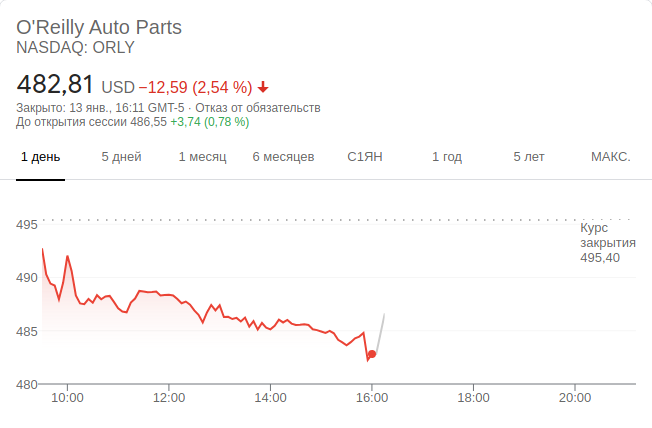 O'Reilly Auto Parts
NASDAQ: ORLY
482,81 USD −12,59 (2,54 %)
Закрыто: 13 янв., 16:11 GMT-5 · Отказ от обязательств
До открытия сессии 486,55 +3,74 (0,78 %)
1 день 5 дней 1 месяц 6 месяцев С1ЯН 1 год 5 лет МАКС.
495
Курс
закрытия
495,40
490
485
480
10:00 12:00 14:00 16:00 18:00 20:00